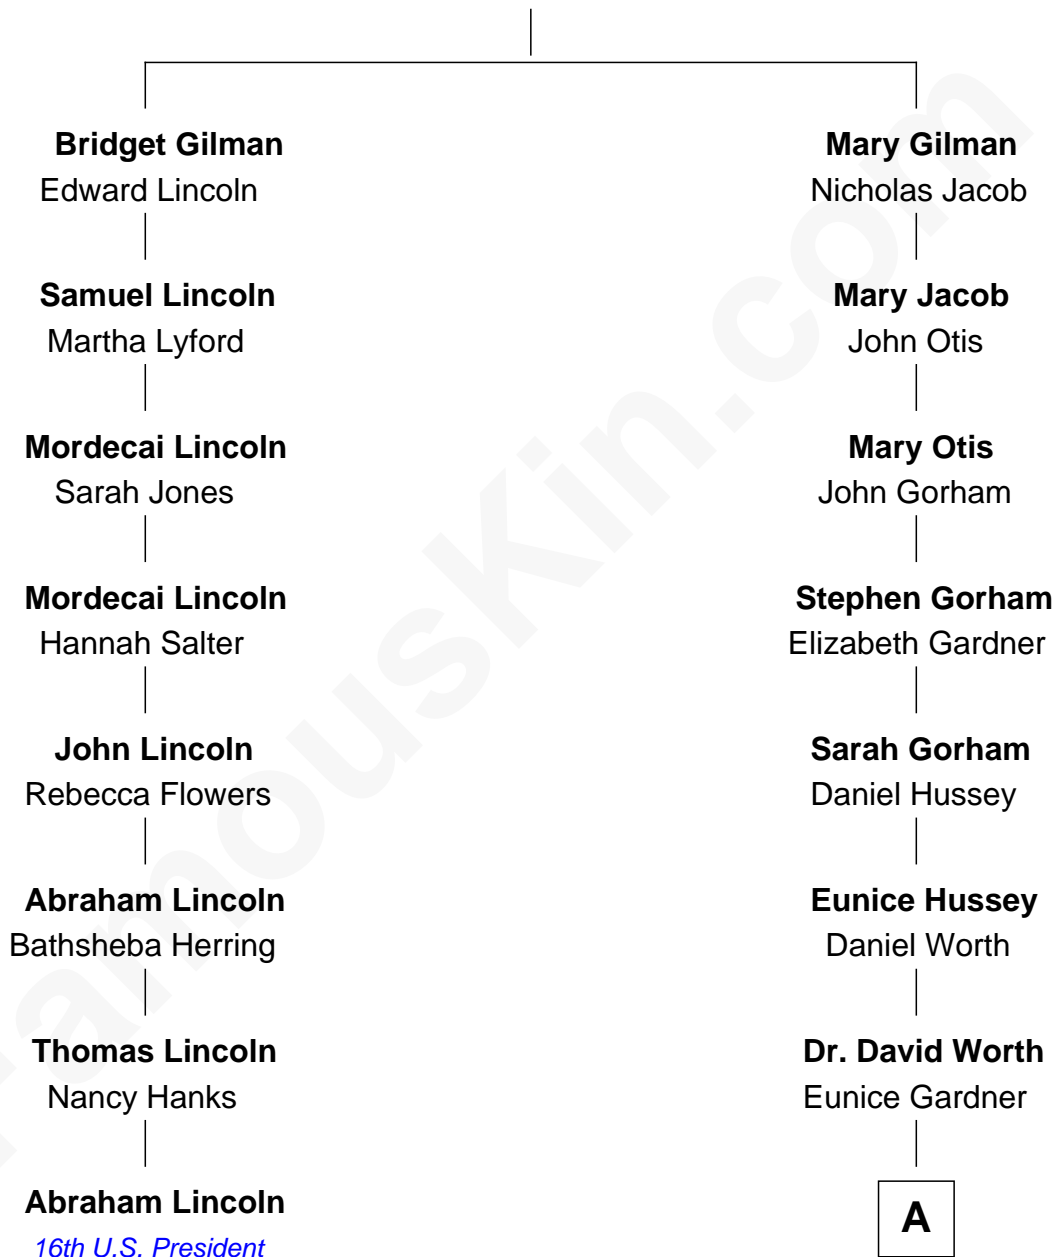 Bridget Gilman
Edward Lincoln
Samuel Lincoln
Martha Lyford
Mordecai Lincoln
Sarah Jones
Mordecai Lincoln
Hannah Salter
John Lincoln
Rebecca Flowers
Abraham Lincoln
Bathsheba Herring
Thomas Lincoln
Nancy Hanks
Abraham Lincoln
16th U.S. President
Mary Gilman
Nicholas Jacob
Mary Jacob
John Otis
Mary Otis
John Gorham
Stephen Gorham
Elizabeth Gardner
Sarah Gorham
Daniel Hussey
Eunice Hussey
Daniel Worth
Dr. David Worth
Eunice Gardner
A
FamousKin.com